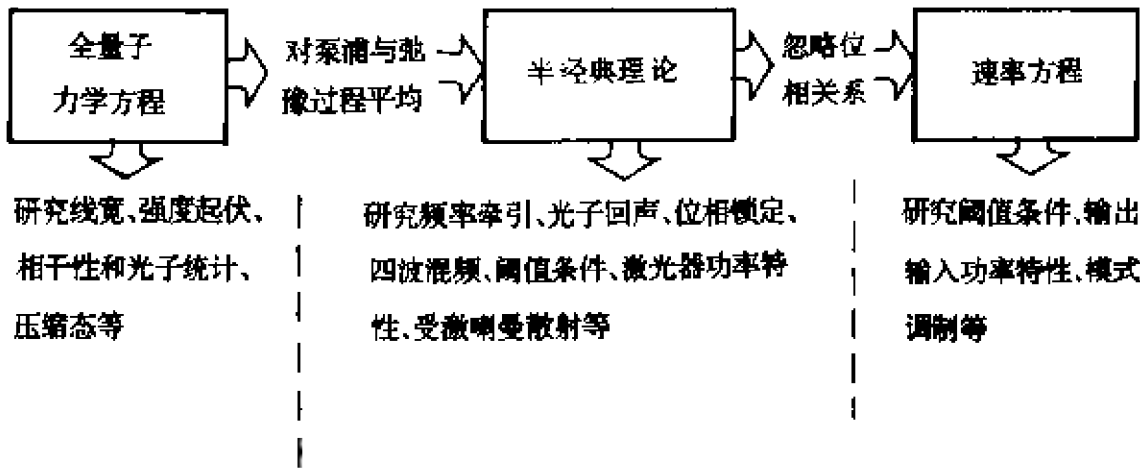 全量子
力学方程
对泵浦与弛
豫过程平均
半经典理论
忽略位
相关系
速率方程
研究线宽、强度起伏、
相干性和光子统计、
压缩态等
研究频率牵引、光子回声、位相锁定、
四波混频、阈值条件、激光器功率特
性、受激喇曼散射等
研究阈值条件、输出
输入功率特性、模式
调制等